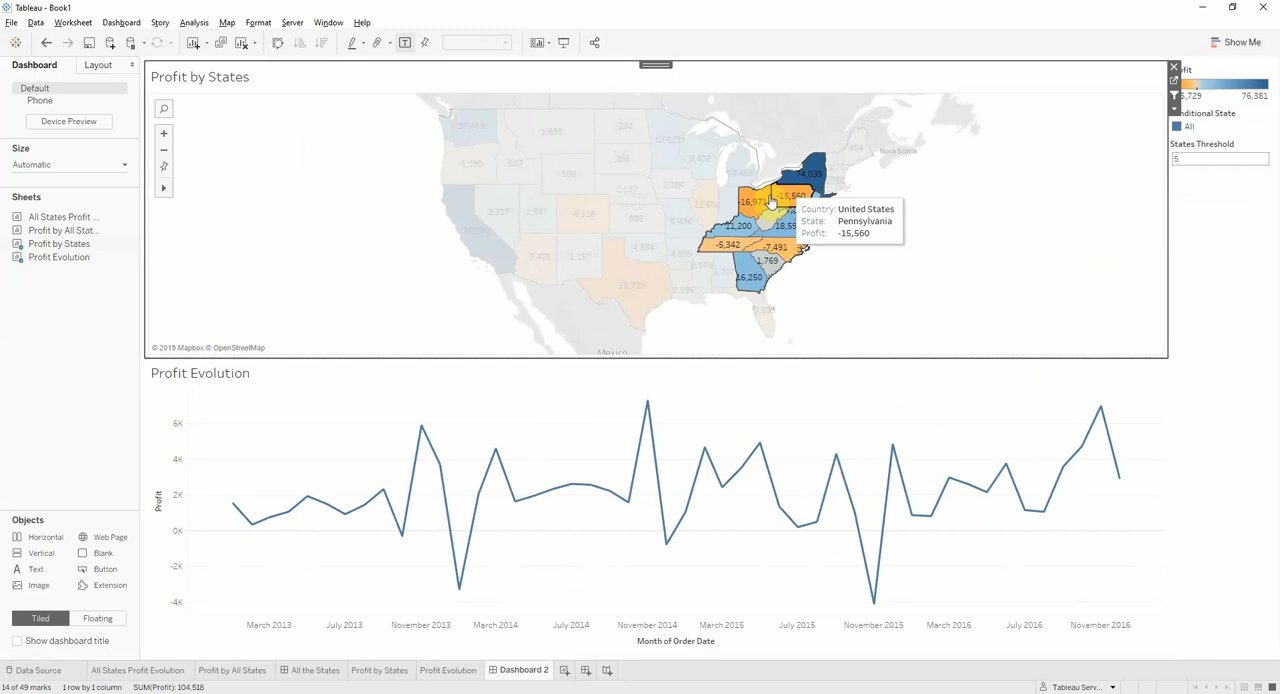 Tableau - Book1
File Data Worksheet Dashboard Story Analysis Map Format Server Window Help
Show Me
Dashboard Layout
Default
Phone
Device Preview
Size
Automatic
Sheets
All States Profit ...
Profit by All Stat...
Profit by States
Profit Evolution
Objects
Horizontal Web Page
Vertical Blank
Text Button
Image Extension
Tiled Floating
Show dashboard title
Profit by States
74,039
-16,971 -15,560
11,200 18,59
-5,342 -7,491
1,769
16,250
Nova Scotia
Mexico
Country: United States
State: Pennsylvania
Profit: -15,560
© 2019 Mapbox © OpenStreetMap
fit
5,729 76,381
nditional State
All
States Threshold
5
Profit Evolution
6K
4K
2K
0K
-2K
-4K
Profit
March 2013 July 2013 November 2013 March 2014 July 2014 November 2014 March 2015 July 2015 November 2015 March 2016 July 2016 November 2016
Month of Order Date
Data Source All States Profit Evolution Profit by All States All the States Profit by States Profit Evolution Dashboard 2
14 of 49 marks 1 row by 1 column SUM(Profit): 104,518 Tableau Serv...